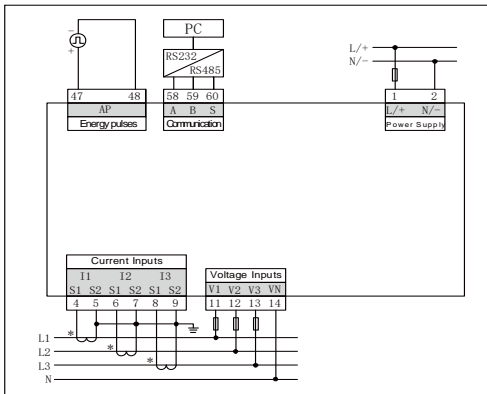 PC
RS232
RS485
L/+
N/-
-
+
47 48
AP
Energy pulses
58 59 60
A B S
Communication
1 2
L/+ N/-
Power Supply
Current Inputs
I1 I2 I3
S1 S2 S1 S2 S1 S2
4 5 6 7 8 9
Voltage Inputs
V1 V2 V3 VN
11 12 13 14
L1 *
L2 *
L3 *
N